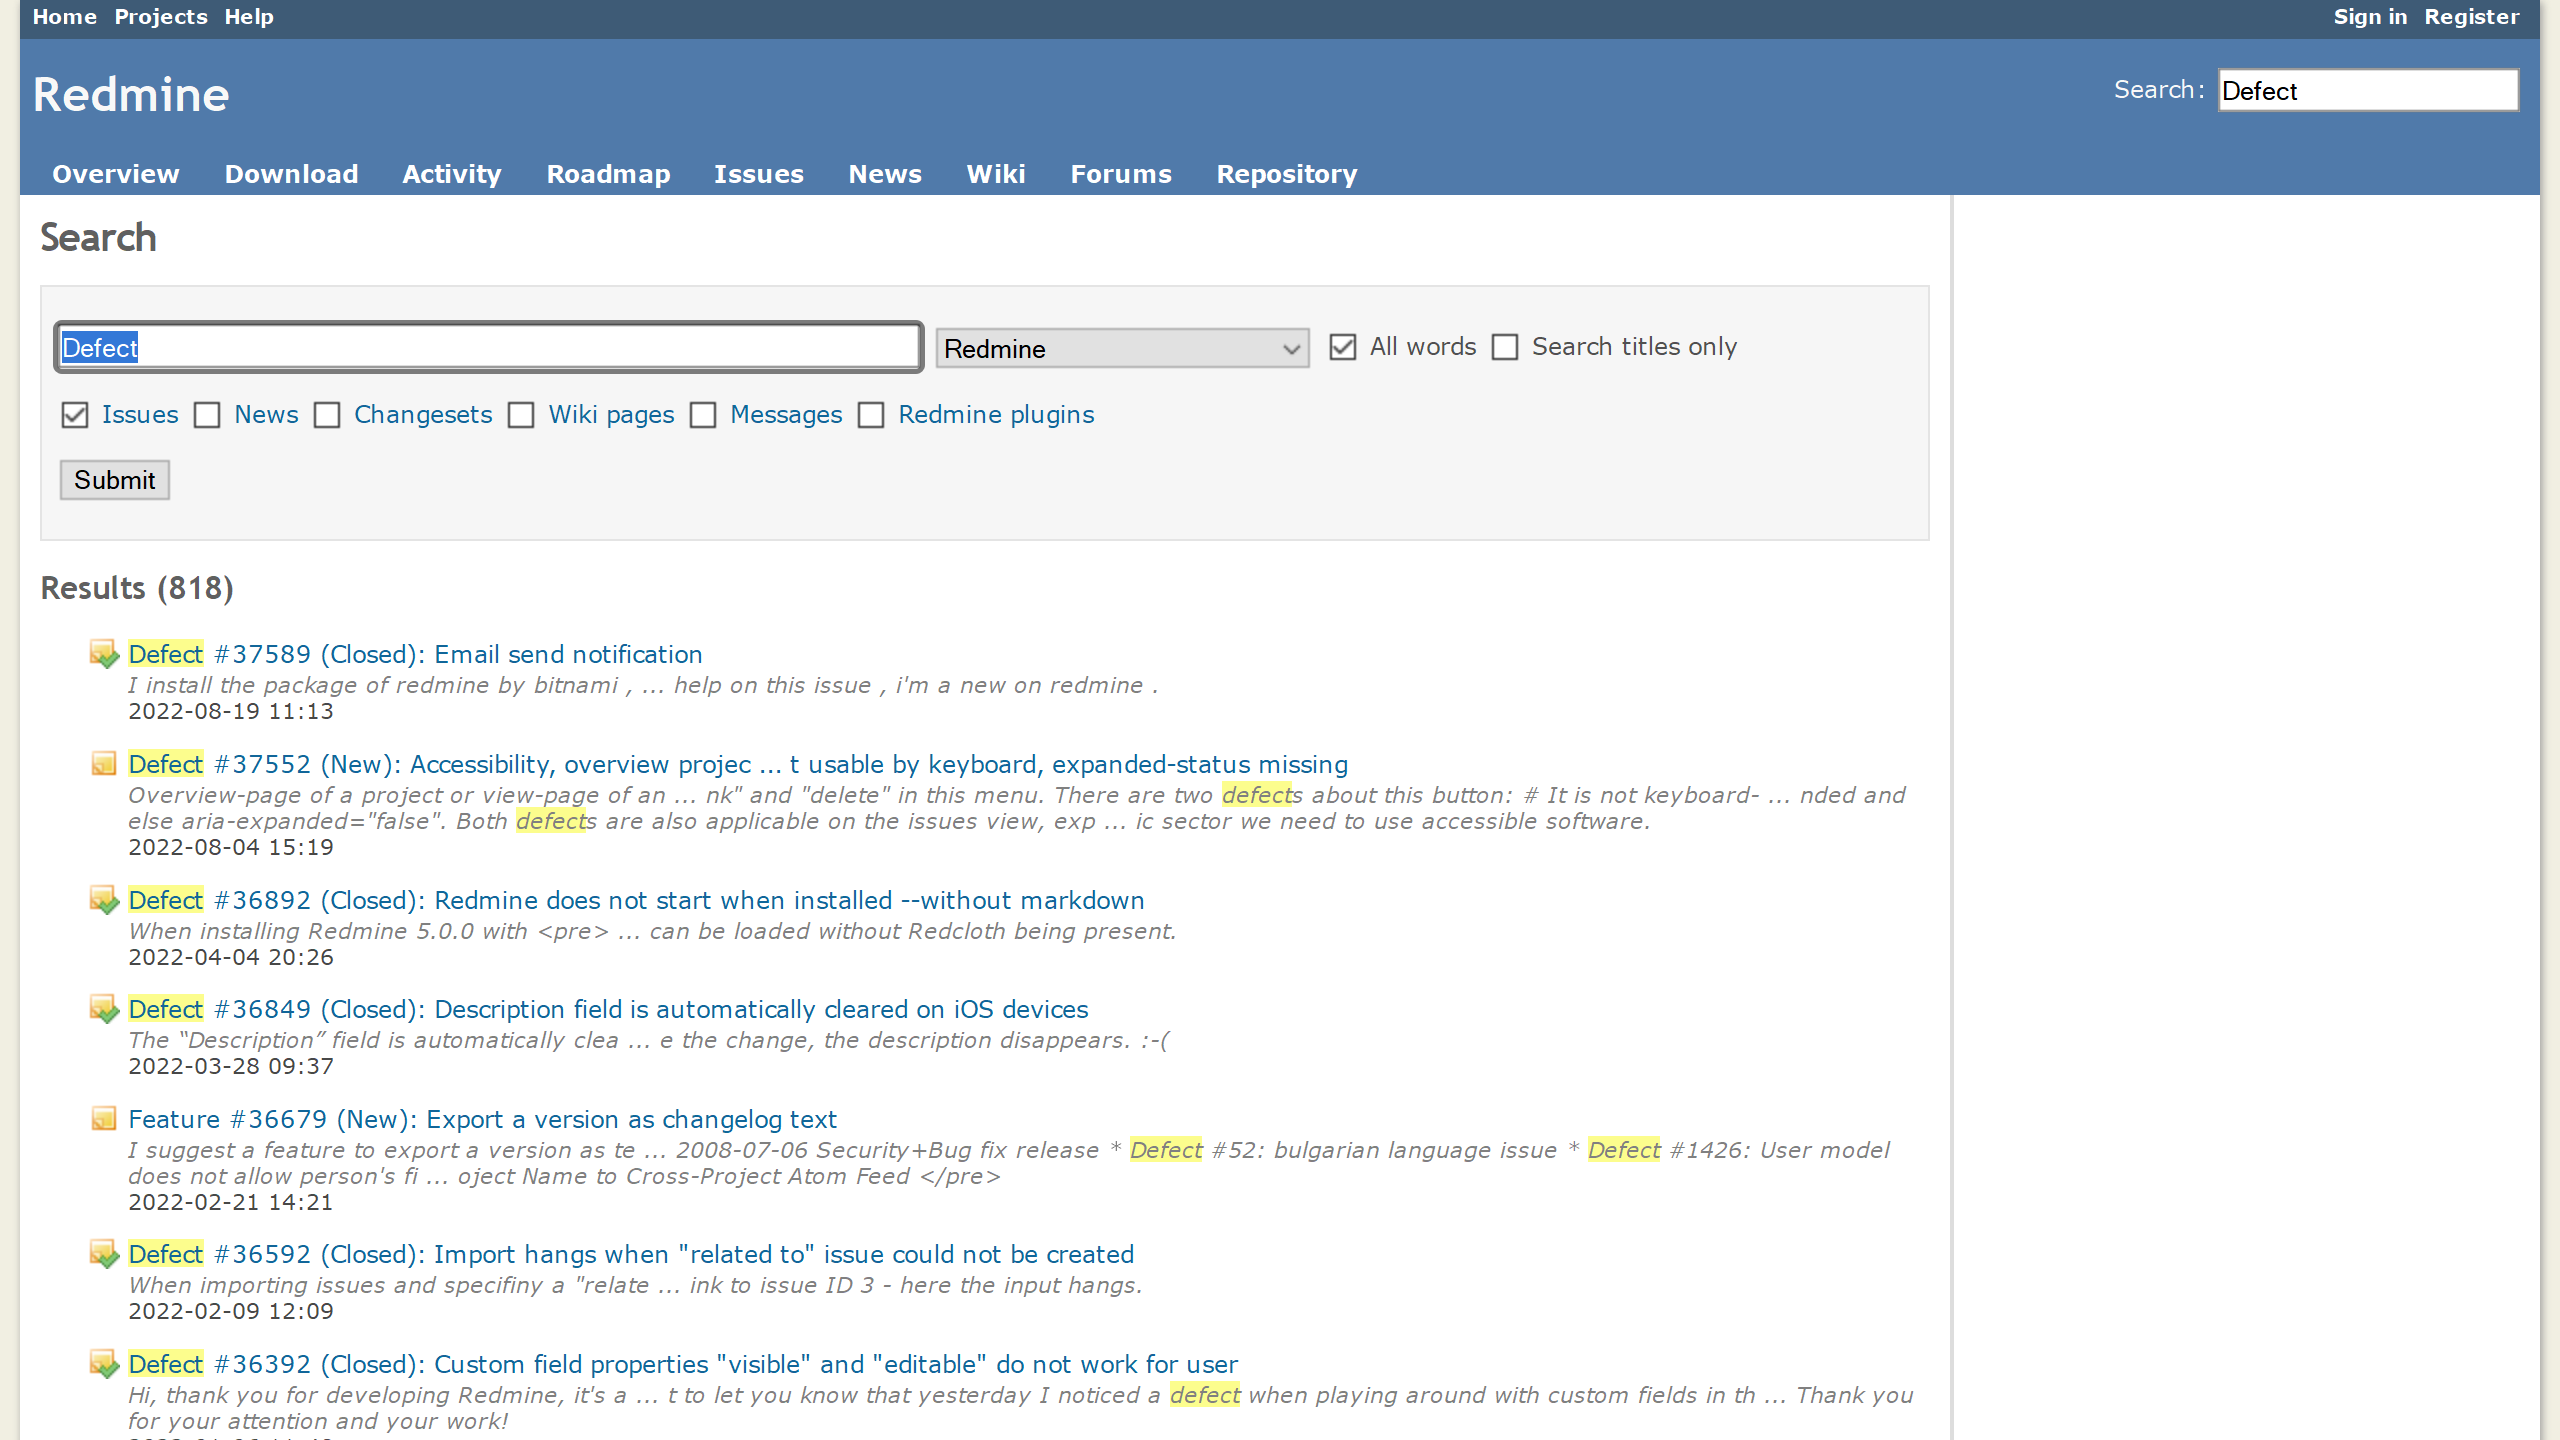 Home Projects Help Sign in Register
Redmine Search: Defect
Overview Download Activity Roadmap Issues News Wiki Forums Repository
Search
Defect Redmine All words Search titles only
Issues News Changesets Wiki pages Messages Redmine plugins
Submit
Results (818)
Defect #37589 (Closed): Email send notification
I install the package of redmine by bitnami , ... help on this issue , i'm a new on redmine .
2022-08-19 11:13
Defect #37552 (New): Accessibility, overview projec ... t usable by keyboard, expanded-status missing
Overview-page of a project or view-page of an ... nk" and "delete" in this menu. There are two defects about this button: # It is not keyboard- ... nded and
else aria-expanded="false". Both defects are also applicable on the issues view, exp ... ic sector we need to use accessible software.
2022-08-04 15:19
Defect #36892 (Closed): Redmine does not start when installed --without markdown
When installing Redmine 5.0.0 with <pre> ... can be loaded without Redcloth being present.
2022-04-04 20:26
Defect #36849 (Closed): Description field is automatically cleared on iOS devices
The “Description” field is automatically clea ... e the change, the description disappears. :-(
2022-03-28 09:37
Feature #36679 (New): Export a version as changelog text
I suggest a feature to export a version as te ... 2008-07-06 Security+Bug fix release * Defect #52: bulgarian language issue * Defect #1426: User model
does not allow person's fi ... oject Name to Cross-Project Atom Feed </pre>
2022-02-21 14:21
Defect #36592 (Closed): Import hangs when "related to" issue could not be created
When importing issues and specifiny a "relate ... ink to issue ID 3 - here the input hangs.
2022-02-09 12:09
Defect #36392 (Closed): Custom field properties "visible" and "editable" do not work for user
Hi, thank you for developing Redmine, it's a ... t to let you know that yesterday I noticed a defect when playing around with custom fields in th ... Thank you
for your attention and your work!